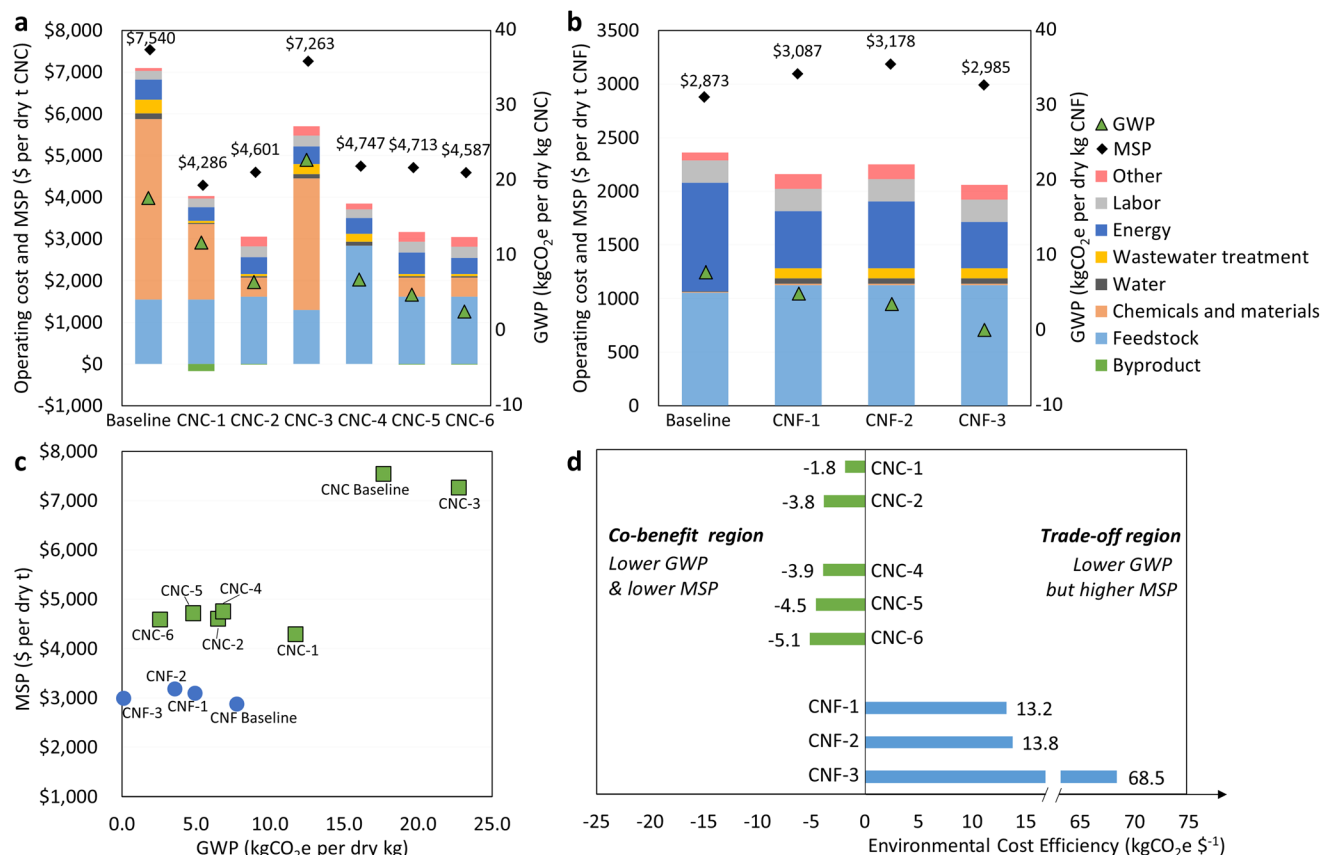 a
Operating cost and MSP ($ per dry t CNC)
$8,000
$7,000
$6,000
$5,000
$4,000
$3,000
$2,000
$1,000
$0
-$1,000
$7,540
$4,286
$4,601
$7,263
$4,747
$4,713
$4,587
Baseline CNC-1 CNC-2 CNC-3 CNC-4 CNC-5 CNC-6
40
30
20
10
0
-10
GWP (kgCO2e per dry kg CNC)
b
Operating cost and MSP ($ per dry t CNF)
3500
3000
2500
2000
1500
1000
500
0
$2,873
$3,087
$3,178
$2,985
Baseline CNF-1 CNF-2 CNF-3
40
30
20
10
0
-10
GWP (kgCO2e per dry kg CNF)
GWP
MSP
Other
Labor
Energy
Wastewater treatment
Water
Chemicals and materials
Feedstock
Byproduct
c
MSP ($ per dry t)
$8,000
$7,000
$6,000
$5,000
$4,000
$3,000
$2,000
$1,000
CNC Baseline
CNC-3
CNC-5
CNC-4
CNC-6
CNC-2
CNC-1
CNF-2
CNF-3
CNF-1
CNF Baseline
0.0 5.0 10.0 15.0 20.0 25.0
GWP (kgCO2e per dry kg)
d
-1.8 CNC-1
-3.8 CNC-2
Co-benefit region
Lower GWP
& lower MSP
Trade-off region
Lower GWP
but higher MSP
-3.9 CNC-4
-4.5 CNC-5
-5.1 CNC-6
CNF-1 13.2
CNF-2 13.8
CNF-3 68.5
-25 -20 -15 -10 -5 0 5 10 15 65 70 75
Environmental Cost Efficiency (kgCO2e $-1)